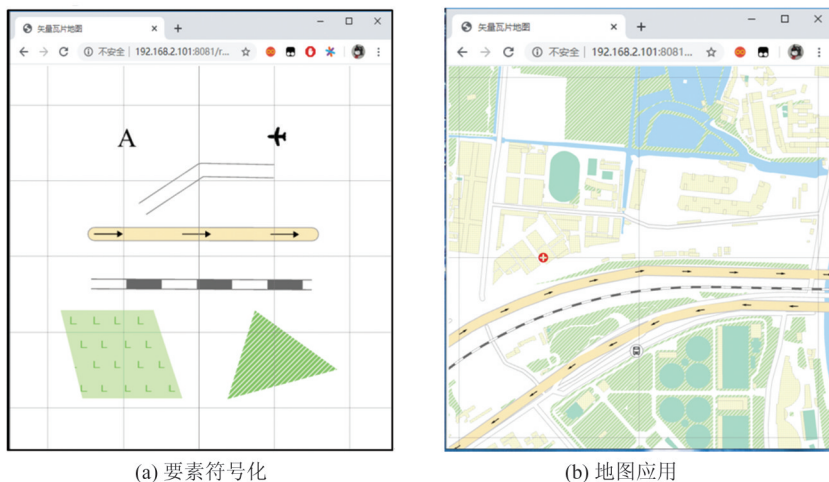 矢量瓦片地图
不安全 | 192.168.2.101:8081/r...
A
L L L L
L L L L
L L L L
L L L L
(a) 要素符号化
矢量瓦片地图
不安全 | 192.168.2.101:8081...
(b) 地图应用